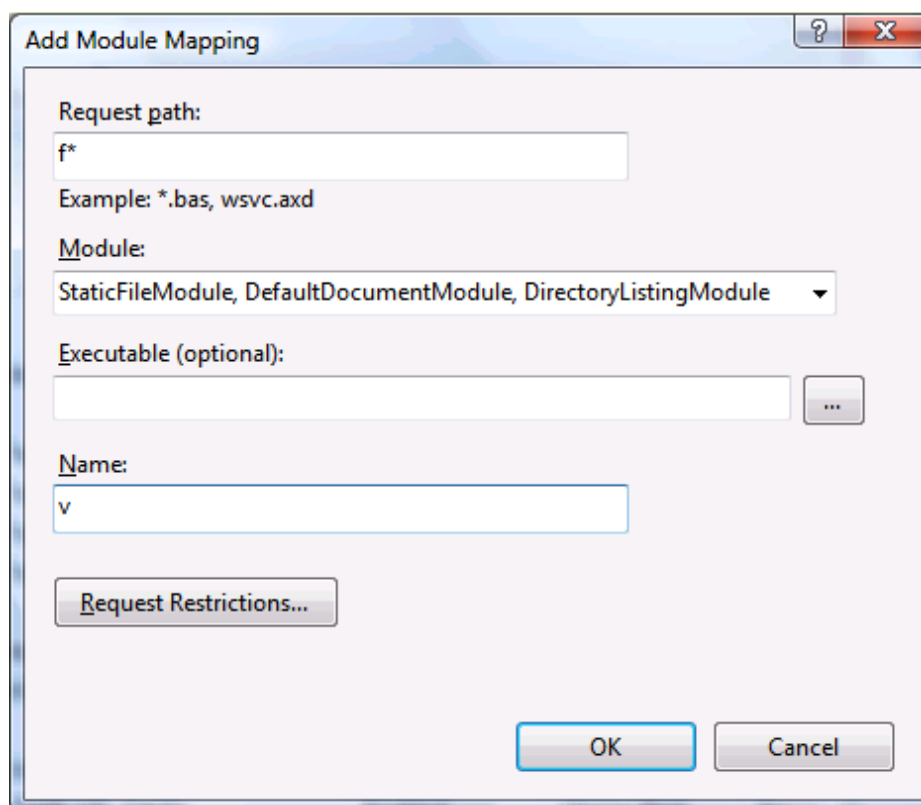 Add Module Mapping
?
X
Request path:
f*
Example: *.bas, wsvc.axd
Module:
StaticFileModule, DefaultDocumentModule, DirectoryListingModule
Executable (optional):
...
Name:
v
Request Restrictions...
OK Cancel